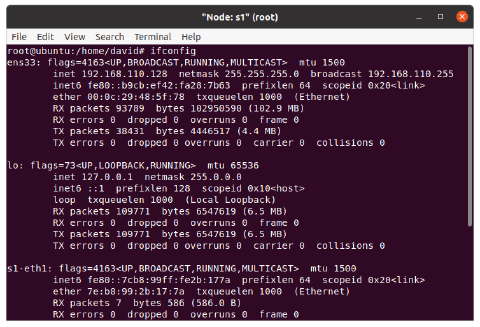 "Node: s1" (root)
File Edit View Search Terminal Help
root@ubuntu:/home/david# ifconfig
ens33: flags=4163<UP,BROADCAST,RUNNING,MULTICAST>  mtu 1500
        inet 192.168.110.128  netmask 255.255.255.0  broadcast 192.168.110.255
        inet6 fe80::b9cb:ef42:fa28:7b63  prefixlen 64  scopeid 0x20<link>
        ether 00:0c:29:48:5f:78  txqueuelen 1000  (Ethernet)
        RX packets 93789  bytes 102950590 (102.9 MB)
        RX errors 0  dropped 0  overruns 0  frame 0
        TX packets 38431  bytes 4446517 (4.4 MB)
        TX errors 0  dropped 0 overruns 0  carrier 0  collisions 0
lo: flags=73<UP,LOOPBACK,RUNNING>  mtu 65536
        inet 127.0.0.1  netmask 255.0.0.0
        inet6 ::1  prefixlen 128  scopeid 0x10<host>
        loop  txqueuelen 1000  (Local Loopback)
        RX packets 109771  bytes 6547619 (6.5 MB)
        RX errors 0  dropped 0  overruns 0  frame 0
        TX packets 109771  bytes 6547619 (6.5 MB)
        TX errors 0  dropped 0 overruns 0  carrier 0  collisions 0
s1-eth1: flags=4163<UP,BROADCAST,RUNNING,MULTICAST>  mtu 1500
        inet6 fe80::7cb8:99ff:fe2b:177a  prefixlen 64  scopeid 0x20<link>
        ether 7e:b8:99:2b:17:7a  txqueuelen 1000  (Ethernet)
        RX packets 7  bytes 586 (586.0 B)
        RX errors 0  dropped 0  overruns 0  frame 0